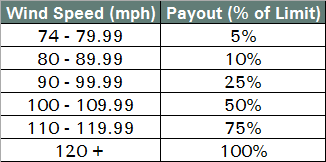 Wind Speed (mph) Payout (% of Limit)
74 - 79.99 5%
80 - 89.99 10%
90 - 99.99 25%
100 - 109.99 50%
110 - 119.99 75%
120 + 100%